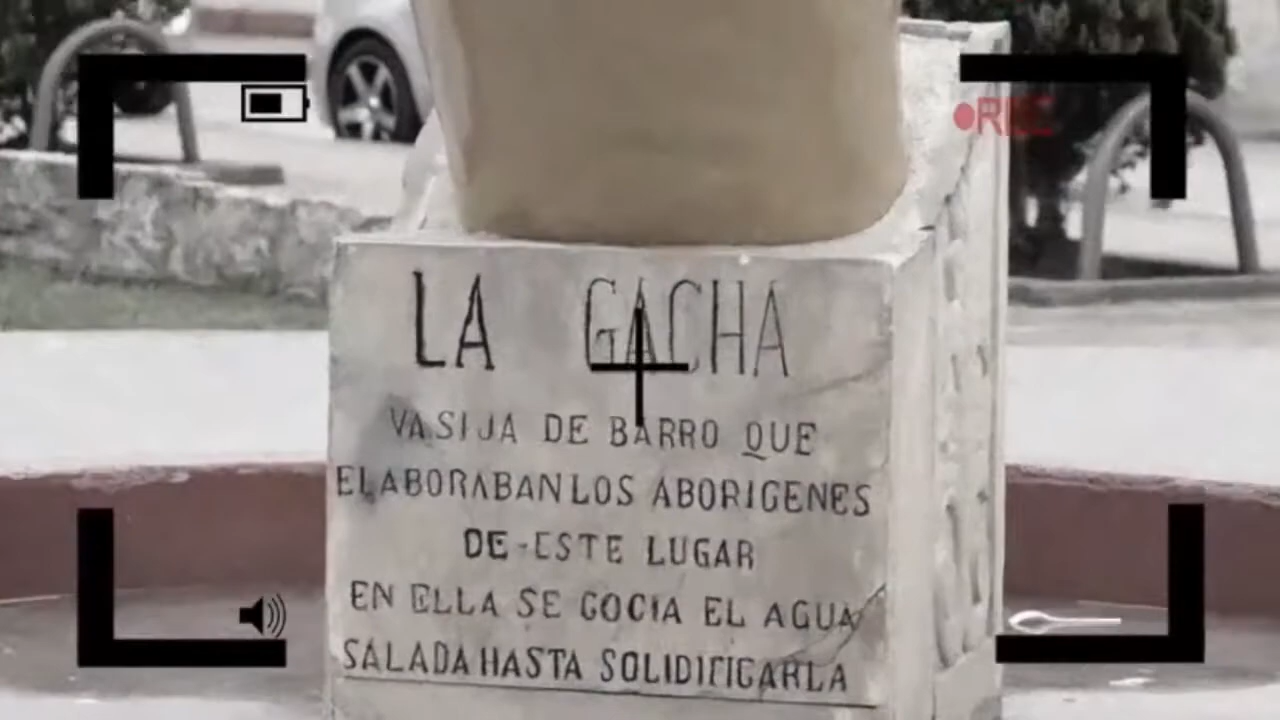 REC
LA GACHA
VASIJA DE BARRO QUE
ELABORABAN LOS ABORIGENES
DE-ESTE LUGAR
EN ELLA SE COCIA EL AGUA
SALADA HASTA SOLIDIFICARLA